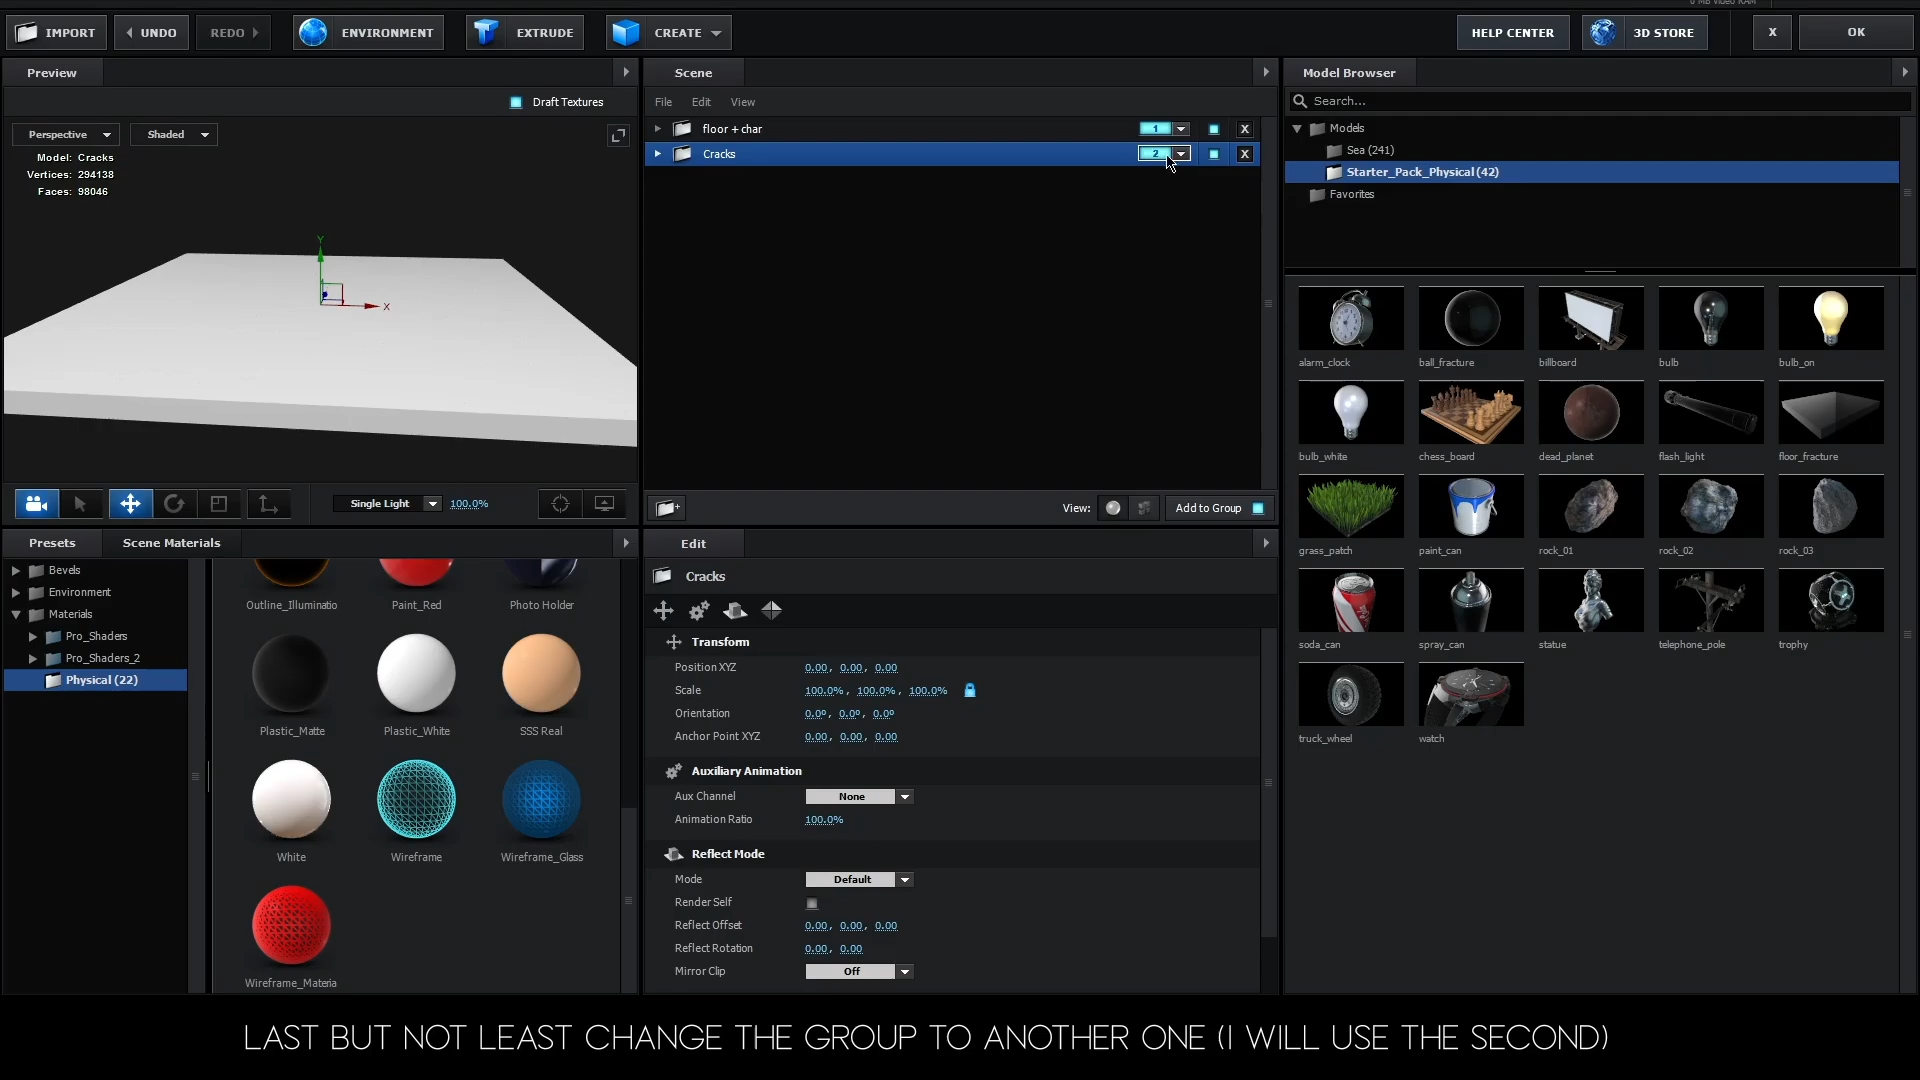 0 MB Video RAM
IMPORT
UNDO
REDO
ENVIRONMENT
EXTRUDE
CREATE
HELP CENTER
3D STORE
X
OK
Preview
Draft Textures
Perspective
Shaded
Model: Cracks
Vertices: 294138
Faces: 98046
Y
X
Single Light
100.0%
Scene
File
Edit
View
floor + char
1
X
Cracks
2
X
View:
Add to Group
Model Browser
Search...
Models
Sea (241)
Starter_Pack_Physical (42)
Favorites
alarm_clock
ball_fracture
billboard
bulb
bulb_on
bulb_white
chess_board
dead_planet
flash_light
floor_fracture
grass_patch
paint_can
rock_01
rock_02
rock_03
soda_can
spray_can
statue
telephone_pole
trophy
truck_wheel
watch
Presets
Scene Materials
Bevels
Environment
Materials
Pro_Shaders
Pro_Shaders_2
Physical (22)
Outline_Illuminatio
Paint_Red
Photo Holder
Plastic_Matte
Plastic_White
SSS Real
White
Wireframe
Wireframe_Glass
Wireframe_Materia
Edit
Cracks
Transform
Position XYZ 0.00, 0.00, 0.00
Scale 100.0%, 100.0%, 100.0%
Orientation 0.0º, 0.0º, 0.0º
Anchor Point XYZ 0.00, 0.00, 0.00
Auxiliary Animation
Aux Channel None
Animation Ratio 100.0%
Reflect Mode
Mode Default
Render Self
Reflect Offset 0.00, 0.00, 0.00
Reflect Rotation 0.00, 0.00
Mirror Clip Off
LAST BUT NOT LEAST CHANGE THE GROUP TO ANOTHER ONE (I WILL USE THE SECOND)